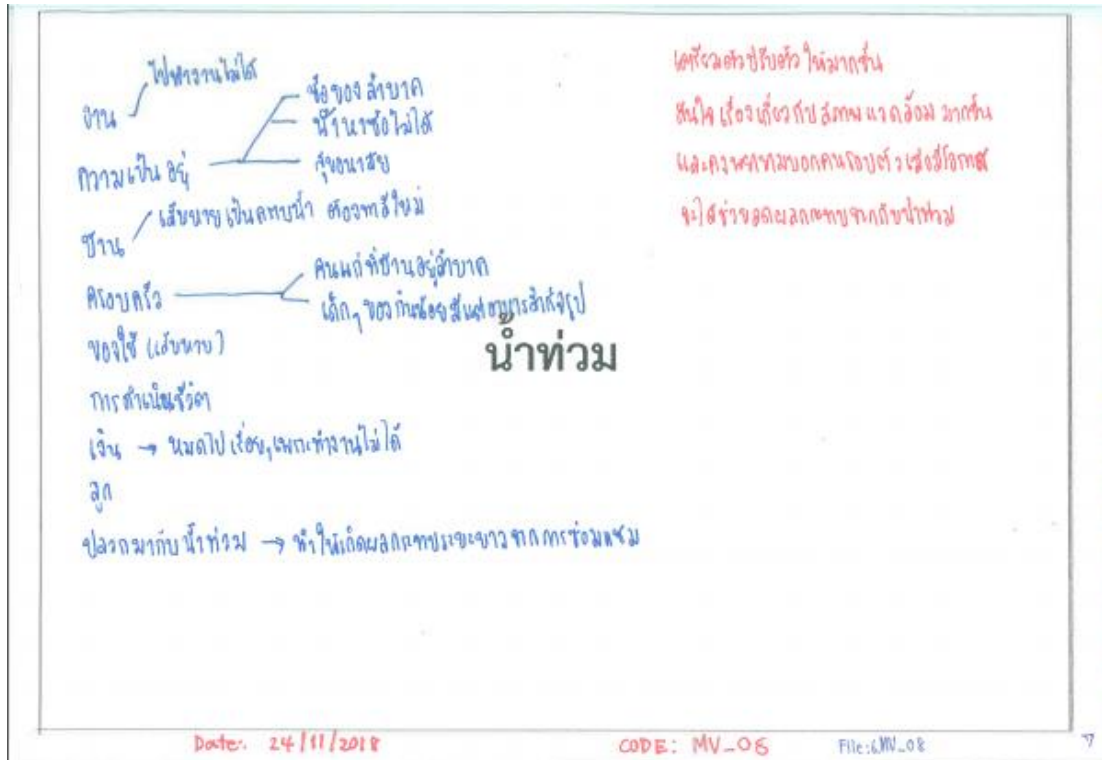 งาน
ไปทำงานไม่ได้
ความเป็นอยู่
ซื้อของลำบาก
น้ำหาซื้อไม่ได้
สุขอนามัย
บ้าน
เสียหาย เป็นคราบน้ำ ต้องทาสีใหม่
ครอบครัว
คนแก่ที่บ้านอยู่ลำบาก
เด็กๆ ของกินน้อยมีแต่อาหารสำเร็จรูป
ของใช้ (เสียหาย)
การดำเนินชีวิต
เงิน → หมดไปเรื่อยๆ เพราะทำงานไม่ได้
ลูก
ปลวกมากับน้ำท่วม → ทำให้เกิดผลกระทบระยะยาวจากการซ่อมแซม
น้ำท่วม
เตรียมตัวปรับตัวให้มากขึ้น
สนใจเรื่องเกี่ยวกับสภาพแวดล้อมมากขึ้น
และคงพยายามบอกคนรอบตัวเมื่อมีโอกาส
จะได้ช่วยลดผลกระทบจากกับน้ำท่วม
Date: 24/11/2018
CODE: MV_08
File:6.MV_08